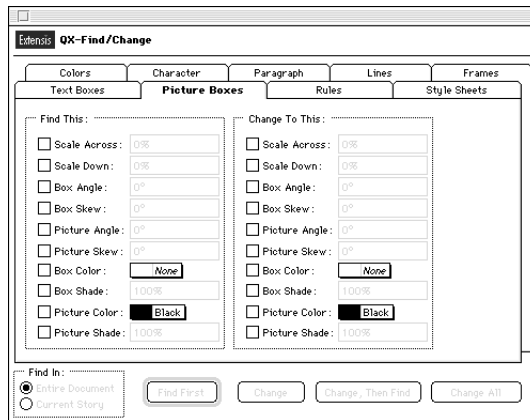 Extensis QX-Find/Change
Colors Character Paragraph Lines Frames
Text Boxes Picture Boxes Rules Style Sheets
Find This:
Scale Across: 0%
Scale Down: 0%
Box Angle: 0°
Box Skew: 0°
Picture Angle: 0°
Picture Skew: 0°
Box Color: None
Box Shade: 100%
Picture Color: Black
Picture Shade: 100%
Change To This:
Scale Across: 0%
Scale Down: 0%
Box Angle: 0°
Box Skew: 0°
Picture Angle: 0°
Picture Skew: 0°
Box Color: None
Box Shade: 100%
Picture Color: Black
Picture Shade: 100%
Find In:
Entire Document
Current Story
Find First Change Change, Then Find Change All